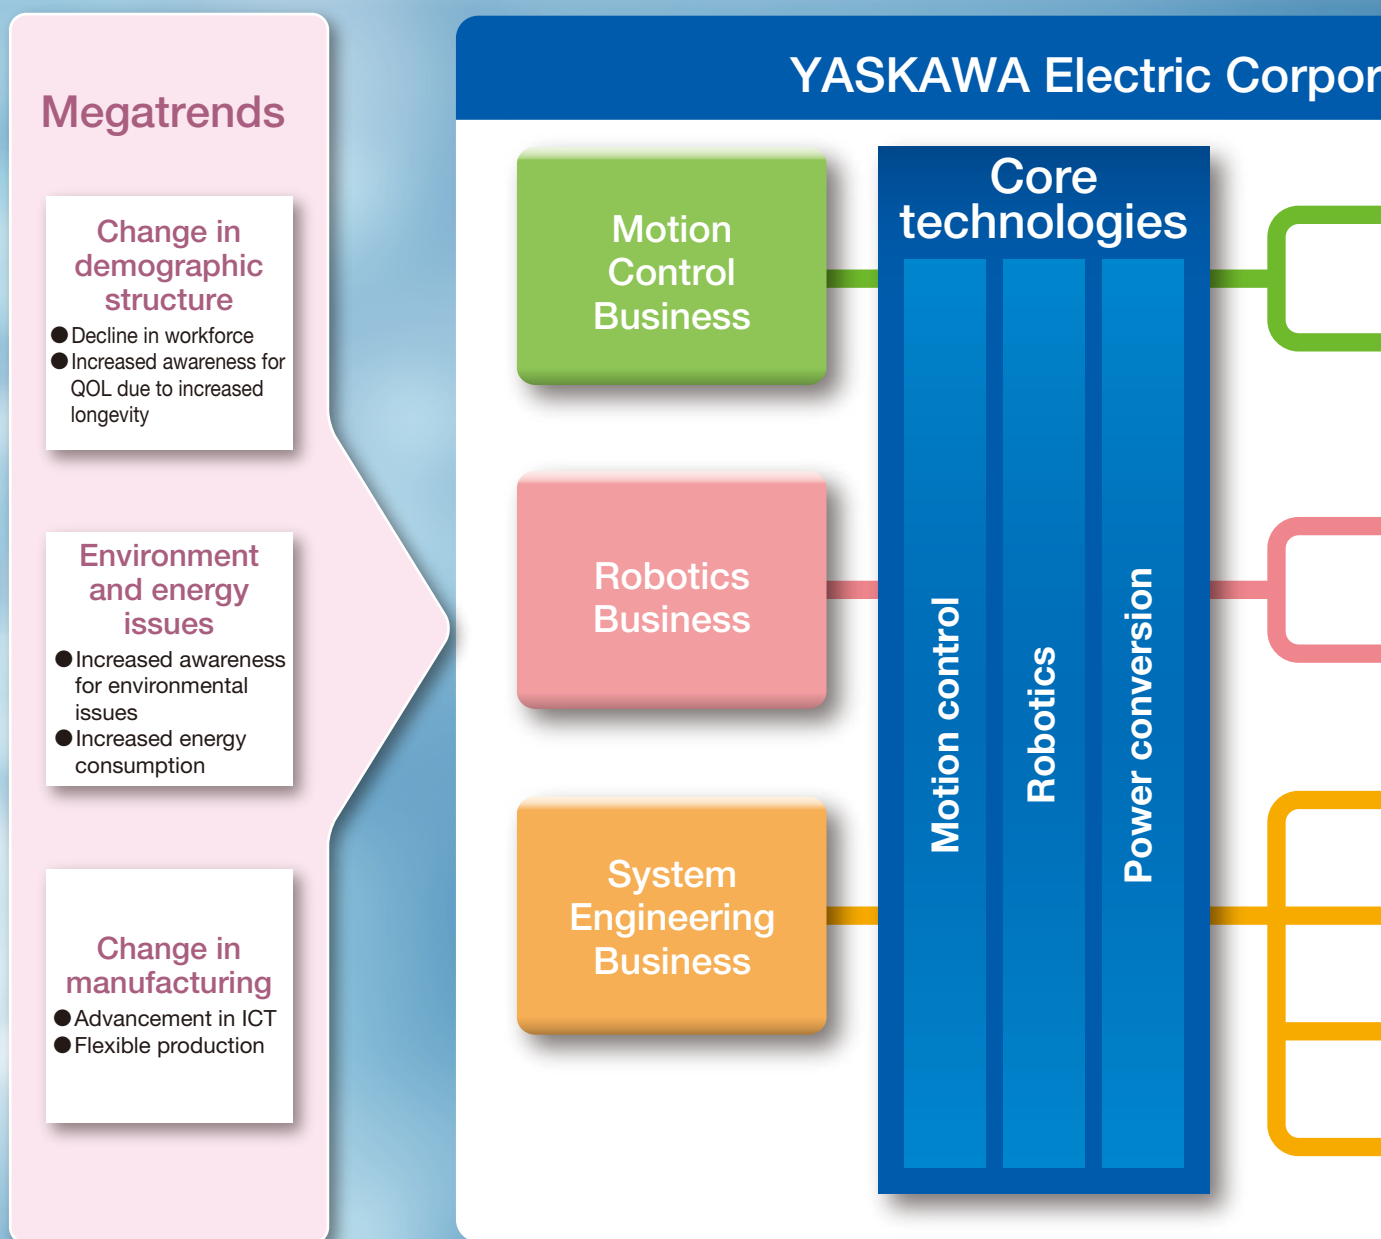 Megatrends
Change in
demographic
structure
●Decline in workforce
●Increased awareness for
QOL due to increased
longevity
Environment
and energy
issues
●Increased awareness
for environmental
issues
●Increased energy
consumption
Change in
manufacturing
●Advancement in ICT
●Flexible production
YASKAWA Electric Corpor
Motion
Control
Business
Robotics
Business
System
Engineering
Business
Core
technologies
Motion control
Robotics
Power conversion